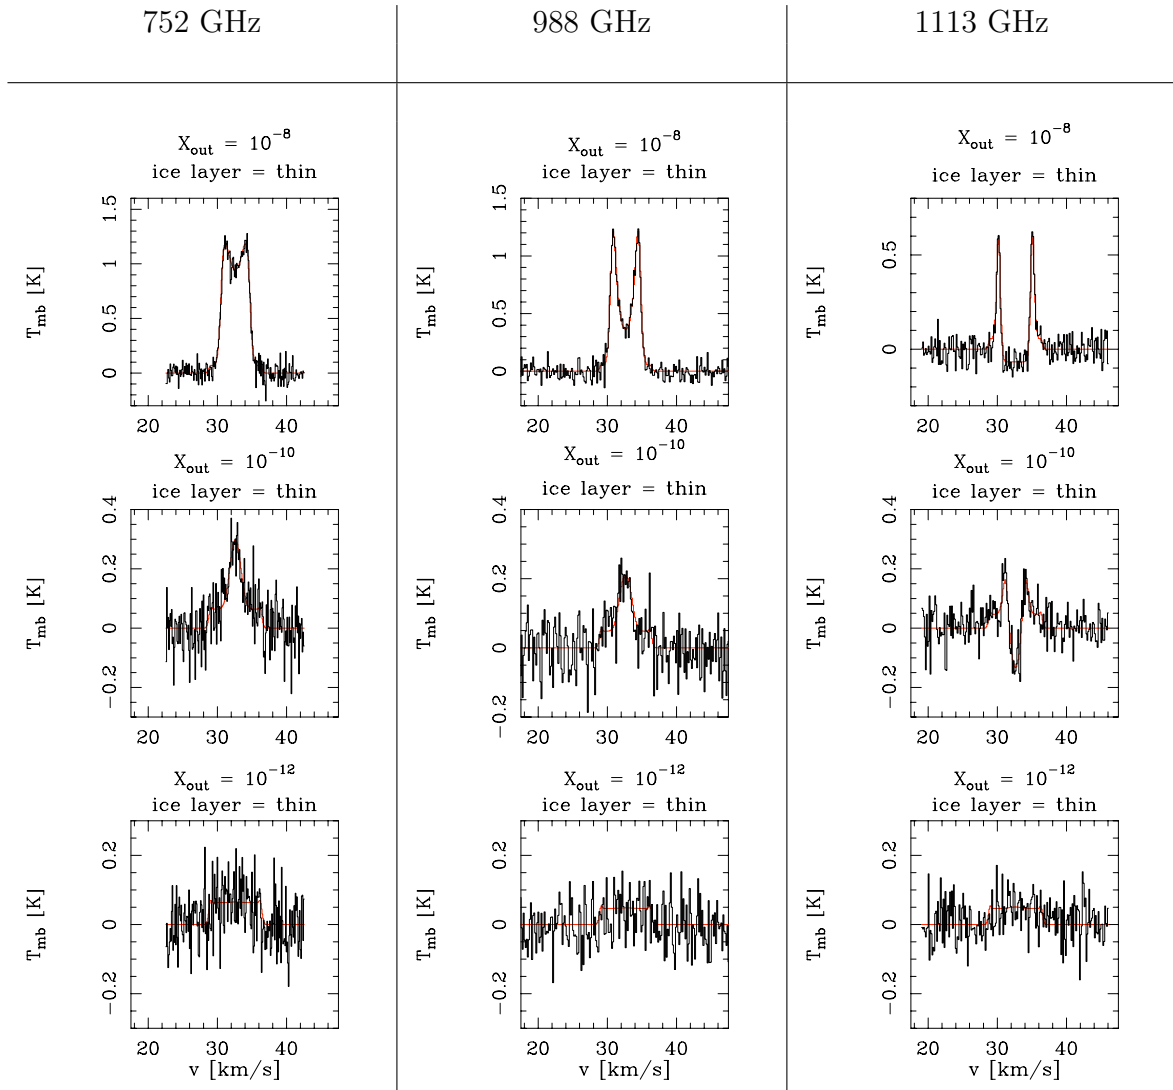 752 GHz 988 GHz 1113 GHz
X_out = 10^-8 X_out = 10^-8 X_out = 10^-8
ice layer = thin ice layer = thin ice layer = thin
T_mb [K] T_mb [K] T_mb [K]
1.5 1.5
1 1 0.5
0.5 0.5
0 0 0
20 30 40 20 30 40 20 30 40
X_out = 10^-10 X_out = 10^-10 X_out = 10^-10
ice layer = thin ice layer = thin ice layer = thin
T_mb [K] T_mb [K] T_mb [K]
0.4 0.4 0.4
0.2 0.2 0.2
0 0 0
−0.2 −0.2 −0.2
20 30 40 20 30 40 20 30 40
X_out = 10^-12 X_out = 10^-12 X_out = 10^-12
ice layer = thin ice layer = thin ice layer = thin
T_mb [K] T_mb [K] T_mb [K]
0.2 0.2 0.2
0 0 0
−0.2 −0.2 −0.2
20 30 40 20 30 40 20 30 40
v [km/s] v [km/s] v [km/s]